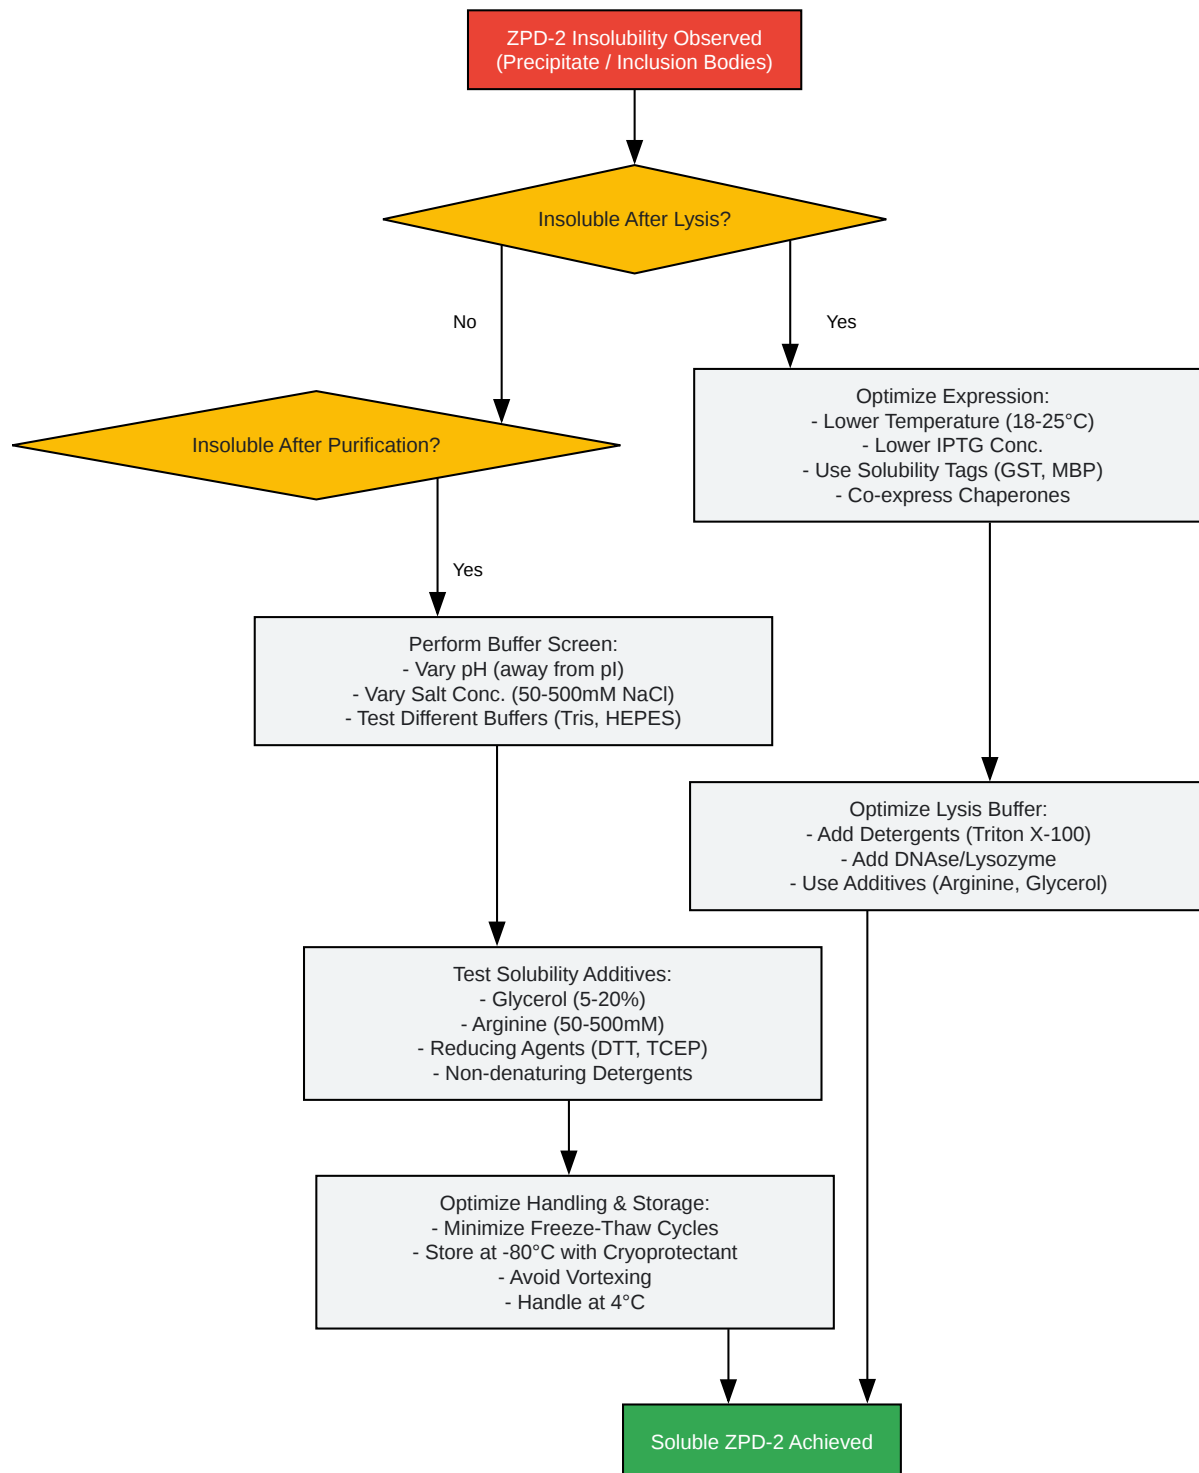 ZPD-2 Insolubility Observed
(Precipitate / Inclusion Bodies)
Insoluble After Lysis?
No
Yes
Insoluble After Purification?
Optimize Expression:
- Lower Temperature (18-25°C)
- Lower IPTG Conc.
- Use Solubility Tags (GST, MBP)
- Co-express Chaperones
Yes
Perform Buffer Screen:
- Vary pH (away from pI)
- Vary Salt Conc. (50-500mM NaCl)
- Test Different Buffers (Tris, HEPES)
Optimize Lysis Buffer:
- Add Detergents (Triton X-100)
- Add DNAse/Lysozyme
- Use Additives (Arginine, Glycerol)
Test Solubility Additives:
- Glycerol (5-20%)
- Arginine (50-500mM)
- Reducing Agents (DTT, TCEP)
- Non-denaturing Detergents
Optimize Handling & Storage:
- Minimize Freeze-Thaw Cycles
- Store at -80°C with Cryoprotectant
- Avoid Vortexing
- Handle at 4°C
Soluble ZPD-2 Achieved